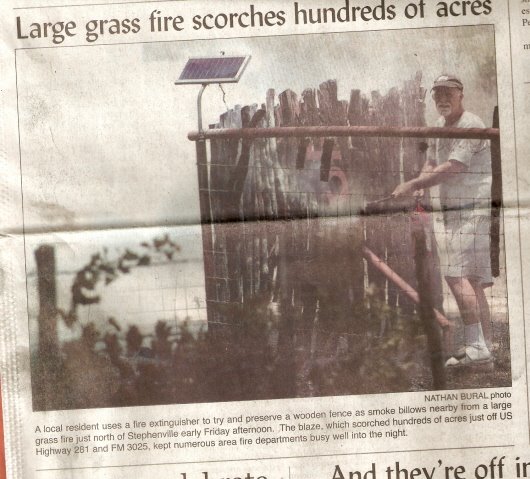 Large grass fire scorches hundreds of acres
NATHAN BURAL photo
A local resident uses a fire extinguisher to try and preserve a wooden fence as smoke billows nearby from a large
grass fire just north of Stephenville early Friday afternoon. .The blaze, which scorched hundreds of acres just off US
Highway 281 and FM 3025, kept numerous area fire departments busy well into the night.
And they're off in